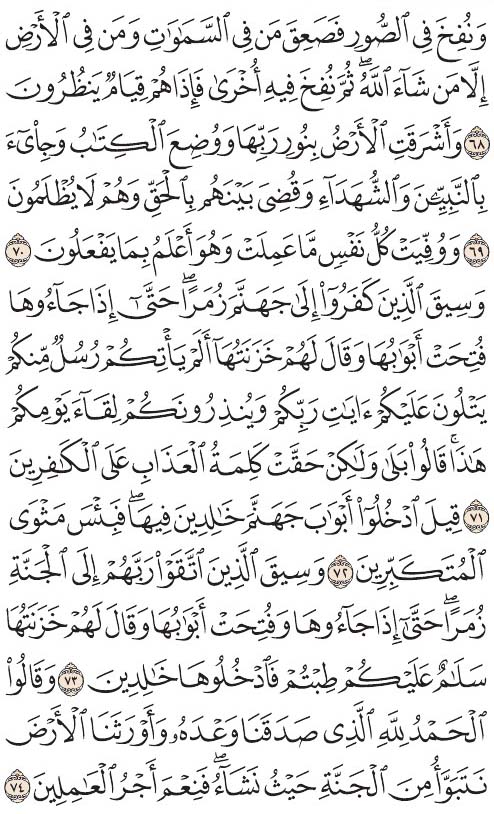 وَنُفِخَ فِي ٱلصُّورِ فَصَعِقَ مَن فِي ٱلسَّمَٰوَٰتِ وَمَن فِي ٱلۡأَرۡضِ
إِلَّا مَن شَآءَ ٱللَّهُۖ ثُمَّ نُفِخَ فِيهِ أُخۡرَىٰ فَإِذَا هُمۡ قِيَامٞ يَنظُرُونَ
٦٨ وَأَشۡرَقَتِ ٱلۡأَرۡضُ بِنُورِ رَبِّهَا وَوُضِعَ ٱلۡكِتَٰبُ وَجِاْيٓءَ
بِٱلنَّبِيِّـۧنَ وَٱلشُّهَدَآءِ وَقُضِيَ بَيۡنَهُم بِٱلۡحَقِّ وَهُمۡ لَا يُظۡلَمُونَ
٦٩ وَوُفِّيَتۡ كُلُّ نَفۡسٖ مَّا عَمِلَتۡ وَهُوَ أَعۡلَمُ بِمَا يَفۡعَلُونَ ٧٠
وَسِيقَ ٱلَّذِينَ كَفَرُوٓاْ إِلَىٰ جَهَنَّمَ زُمَرًاۖ حَتَّىٰٓ إِذَا جَآءُوهَا
فُتِحَتۡ أَبۡوَٰبُهَا وَقَالَ لَهُمۡ خَزَنَتُهَآ أَلَمۡ يَأۡتِكُمۡ رُسُلٞ مِّنكُمۡ
يَتۡلُونَ عَلَيۡكُمۡ ءَايَٰتِ رَبِّكُمۡ وَيُنذِرُونَكُمۡ لِقَآءَ يَوۡمِكُمۡ
هَٰذَاۚ قَالُواْ بَلَىٰ وَلَٰكِنۡ حَقَّتۡ كَلِمَةُ ٱلۡعَذَابِ عَلَى ٱلۡكَٰفِرِينَ
٧١ قِيلَ ٱدۡخُلُوٓاْ أَبۡوَٰبَ جَهَنَّمَ خَٰلِدِينَ فِيهَاۖ فَبِئۡسَ مَثۡوَى
ٱلۡمُتَكَبِّرِينَ ٧٢ وَسِيقَ ٱلَّذِينَ ٱتَّقَوۡاْ رَبَّهُمۡ إِلَى ٱلۡجَنَّةِ
زُمَرًاۖ حَتَّىٰٓ إِذَا جَآءُوهَا وَفُتِحَتۡ أَبۡوَٰبُهَا وَقَالَ لَهُمۡ خَزَنَتُهَا
سَلَٰمٌ عَلَيۡكُمۡ طِبۡتُمۡ فَٱدۡخُلُوهَا خَٰلِدِينَ ٧٣ وَقَالُواْ
ٱلۡحَمۡدُ لِلَّهِ ٱلَّذِي صَدَقَنَا وَعۡدَهُۥ وَأَوۡرَثَنَا ٱلۡأَرۡضَ
نَتَبَوَّأُ مِنَ ٱلۡجَنَّةِ حَيۡثُ نَشَآءُۖ فَنِعۡمَ أَجۡرُ ٱلۡعَٰمِلِينَ ٧٤